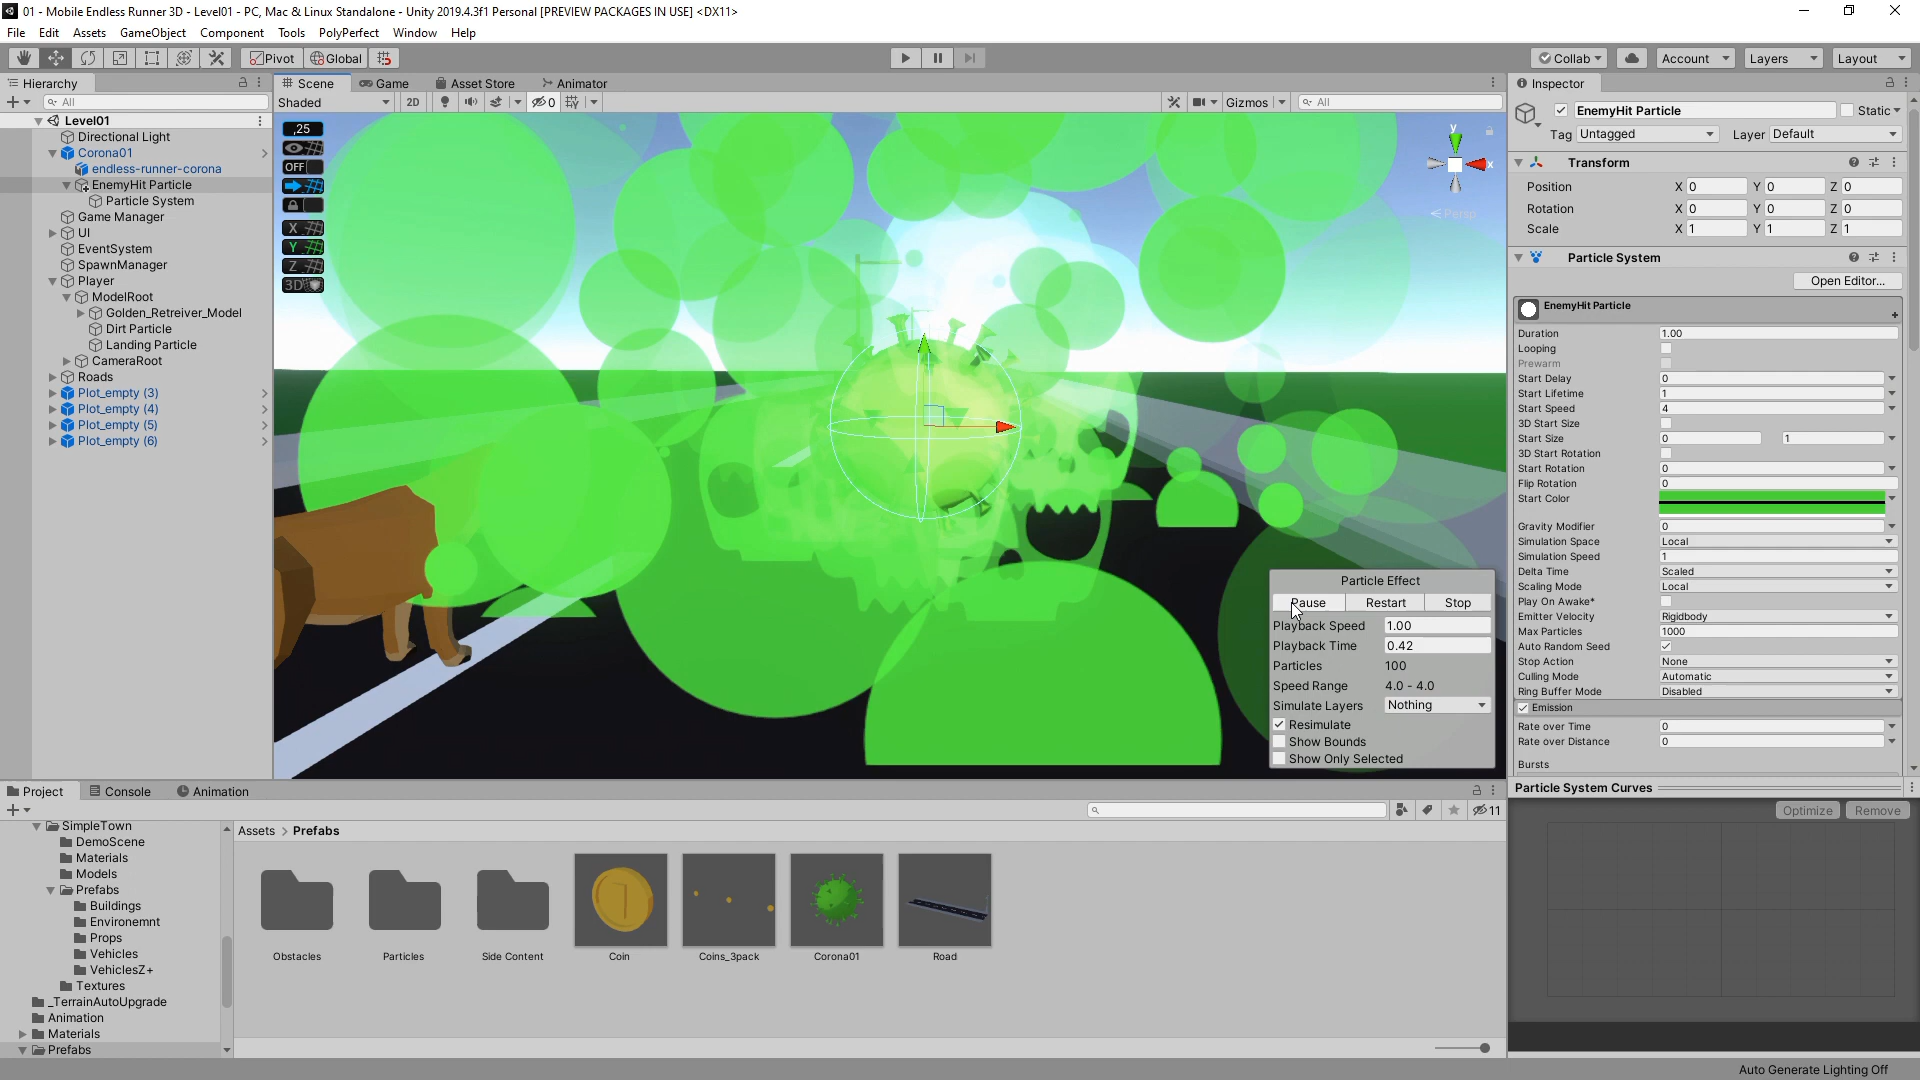 01 - Mobile Endless Runner 3D - Level01 - PC, Mac & Linux Standalone - Unity 2019.4.3f1 Personal [PREVIEW PACKAGES IN USE] <DX11>
File Edit Assets GameObject Component Tools PolyPerfect Window Help
Pivot Global Collab Account Layers Layout
Hierarchy
All
Level01
Directional Light
Corona01
endless-runner-corona
EnemyHit Particle
Particle System
Game Manager
UI
EventSystem
SpawnManager
Player
ModelRoot
Golden_Retreiver_Model
Dirt Particle
Landing Particle
CameraRoot
Roads
Plot_empty (3)
Plot_empty (4)
Plot_empty (5)
Plot_empty (6)
Scene Game Asset Store Animator
Shaded 2D 0 Gizmos All
,25
OFF
X
Y
Z
3D
y
x
Persp
Particle Effect
Pause Restart Stop
Playback Speed 1.00
Playback Time 0.42
Particles 100
Speed Range 4.0 - 4.0
Simulate Layers Nothing
Resimulate
Show Bounds
Show Only Selected
Inspector
EnemyHit Particle Static
Tag Untagged Layer Default
Transform
Position X 0 Y 0 Z 0
Rotation X 0 Y 0 Z 0
Scale X 1 Y 1 Z 1
Particle System
Open Editor...
EnemyHit Particle
Duration 1.00
Looping
Prewarm
Start Delay 0
Start Lifetime 1
Start Speed 4
3D Start Size
Start Size 0 1
3D Start Rotation
Start Rotation 0
Flip Rotation 0
Start Color
Gravity Modifier 0
Simulation Space Local
Simulation Speed 1
Delta Time Scaled
Scaling Mode Local
Play On Awake*
Emitter Velocity Rigidbody
Max Particles 1000
Auto Random Seed
Stop Action None
Culling Mode Automatic
Ring Buffer Mode Disabled
Emission
Rate over Time 0
Rate over Distance 0
Bursts
Particle System Curves
Optimize Remove
Project Console Animation
11
SimpleTown
DemoScene
Materials
Models
Prefabs
Buildings
Environemnt
Props
Vehicles
VehiclesZ+
Textures
_TerrainAutoUpgrade
Animation
Materials
Prefabs
Assets > Prefabs
Obstacles Particles Side Content Coin Coins_3pack Corona01 Road
Auto Generate Lighting Off